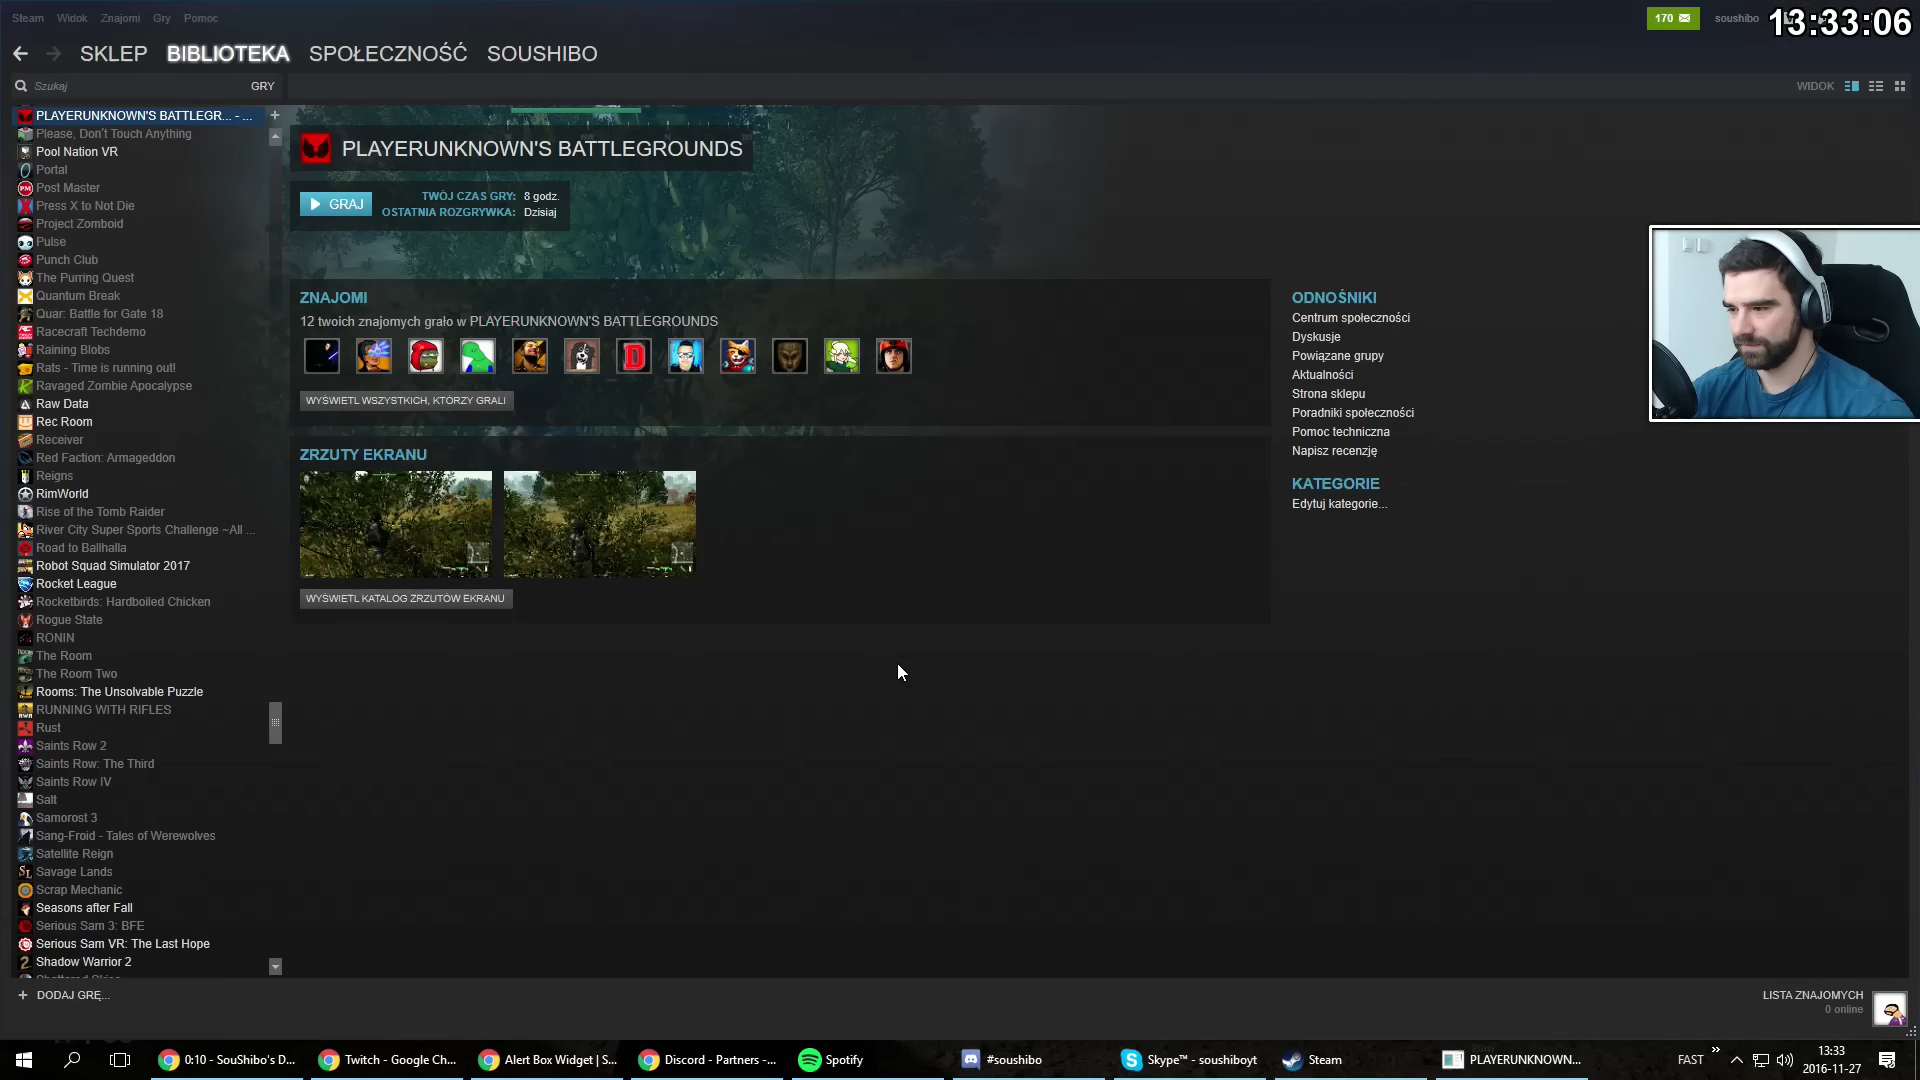 Steam Widok Znajomi Gry Pomoc
170
soushibo
13:33:06
SKLEP BIBLIOTEKA SPOŁECZNOŚĆ SOUSHIBO
Szukaj
GRY
WIDOK
PLAYERUNKNOWN'S BATTLEGR... - ...
Please, Don't Touch Anything
Pool Nation VR
Portal
Post Master
Press X to Not Die
Project Zomboid
Pulse
Punch Club
The Purring Quest
Quantum Break
Quar: Battle for Gate 18
Racecraft Techdemo
Raining Blobs
Rats - Time is running out!
Ravaged Zombie Apocalypse
Raw Data
Rec Room
Receiver
Red Faction: Armageddon
Reigns
RimWorld
Rise of the Tomb Raider
River City Super Sports Challenge ~All ...
Road to Ballhalla
Robot Squad Simulator 2017
Rocket League
Rocketbirds: Hardboiled Chicken
Rogue State
RONIN
The Room
The Room Two
Rooms: The Unsolvable Puzzle
RUNNING WITH RIFLES
Rust
Saints Row 2
Saints Row: The Third
Saints Row IV
Salt
Samorost 3
Sang-Froid - Tales of Werewolves
Satellite Reign
Savage Lands
Scrap Mechanic
Seasons after Fall
Serious Sam 3: BFE
Serious Sam VR: The Last Hope
Shadow Warrior 2
DODAJ GRĘ...
PLAYERUNKNOWN'S BATTLEGROUNDS
GRAJ
TWÓJ CZAS GRY: 8 godz.
OSTATNIA ROZGRYWKA: Dzisiaj
ZNAJOMI
12 twoich znajomych grało w PLAYERUNKNOWN'S BATTLEGROUNDS
WYŚWIETL WSZYSTKICH, KTÓRZY GRALI
ZRZUTY EKRANU
WYŚWIETL KATALOG ZRZUTÓW EKRANU
ODNOŚNIKI
Centrum społeczności
Dyskusje
Powiązane grupy
Aktualności
Strona sklepu
Poradniki społeczności
Pomoc techniczna
Napisz recenzję
KATEGORIE
Edytuj kategorie...
LISTA ZNAJOMYCH
0 online
0:10 - SouShibo's D...
Twitch - Google Ch...
Alert Box Widget | S...
Discord - Partners -...
Spotify
#soushibo
Skype™ - soushiboyt
Steam
PLAYERUNKNOWN...
FAST
13:33
2016-11-27